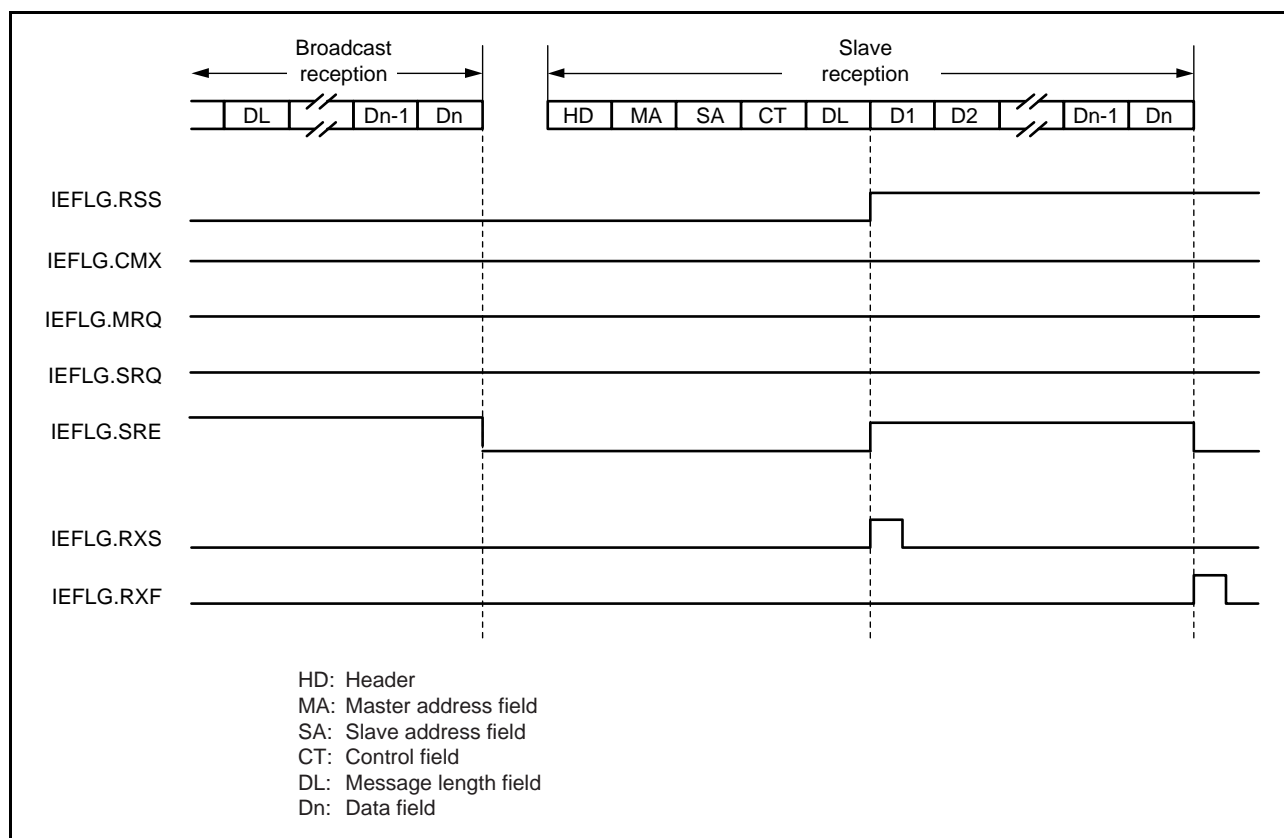 Broadcast
reception
Slave
reception
DL Dn-1 Dn HD MA SA CT DL D1 D2 Dn-1 Dn
IEFLG.RSS
IEFLG.CMX
IEFLG.MRQ
IEFLG.SRQ
IEFLG.SRE
IEFLG.RXS
IEFLG.RXF
HD: Header
MA: Master address field
SA: Slave address field
CT: Control field
DL: Message length field
Dn: Data field